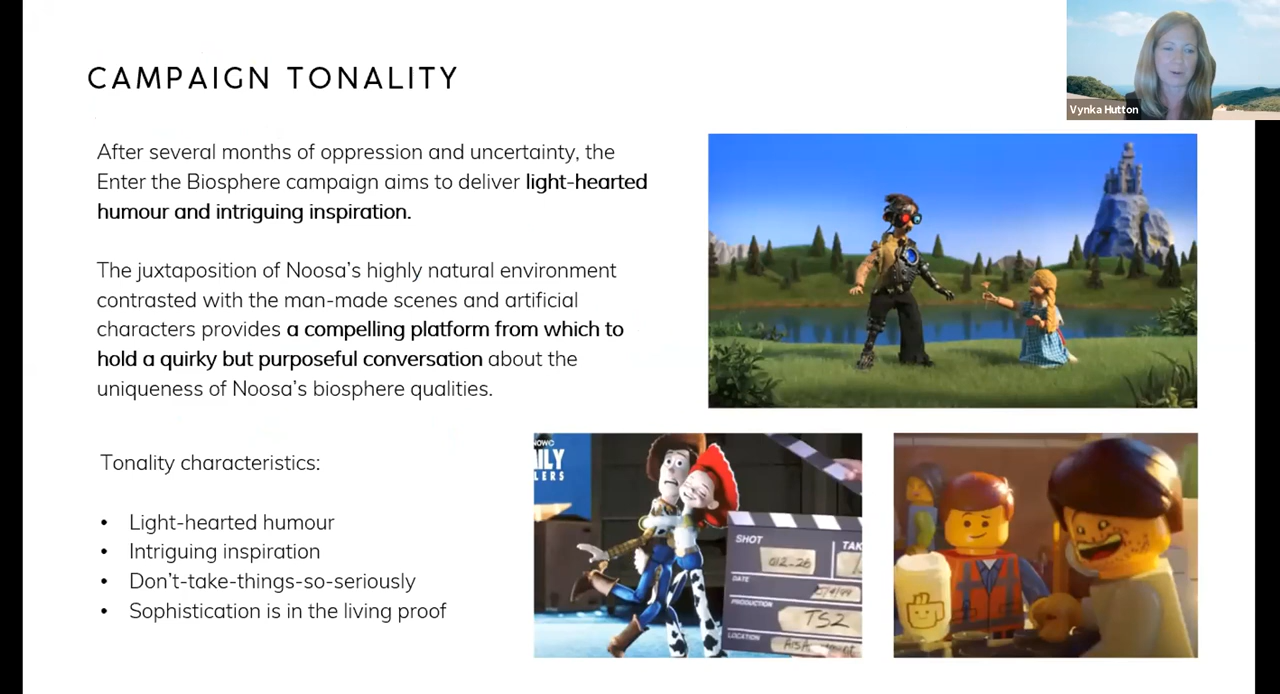 CAMPAIGN TONALITY
Vynka Hutton
After several months of oppression and uncertainty, the
Enter the Biosphere campaign aims to deliver light-hearted
humour and intriguing inspiration.
The juxtaposition of Noosa's highly natural environment
contrasted with the man-made scenes and artificial
characters provides a compelling platform from which to
hold a quirky but purposeful conversation about the
uniqueness of Noosa's biosphere qualities.
Tonality characteristics:
• Light-hearted humour
• Intriguing inspiration
• Don't-take-things-so-seriously
• Sophistication is in the living proof
SHOT
TAK
DATE
PRODUCTION
TS2
LOCATION